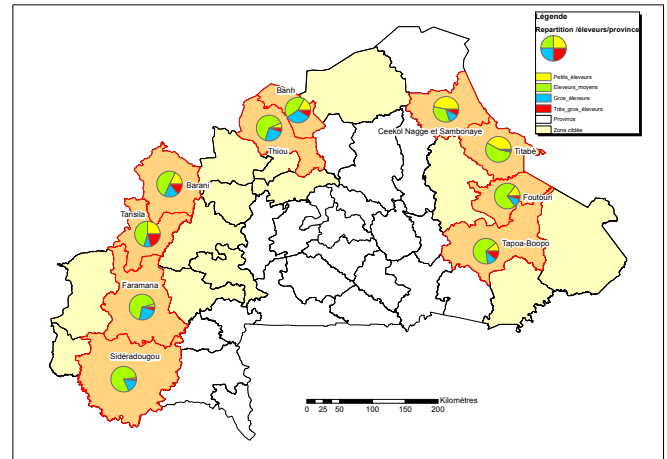 Légende
Repartition /éleveurs/province
Petits_éleveurs
Eleveurs_moyens
Gros_éleveurs
Très_gros_éleveurs
Province
Zone ciblée
Banh
Thiou
Ceekol Nagge et Sambonaye
Titabè
Barani
Foutouri
Tansila
Tapoa-Boopo
Faramana
Sidéradougou
Kilomètres
0 25 50 100 150 200